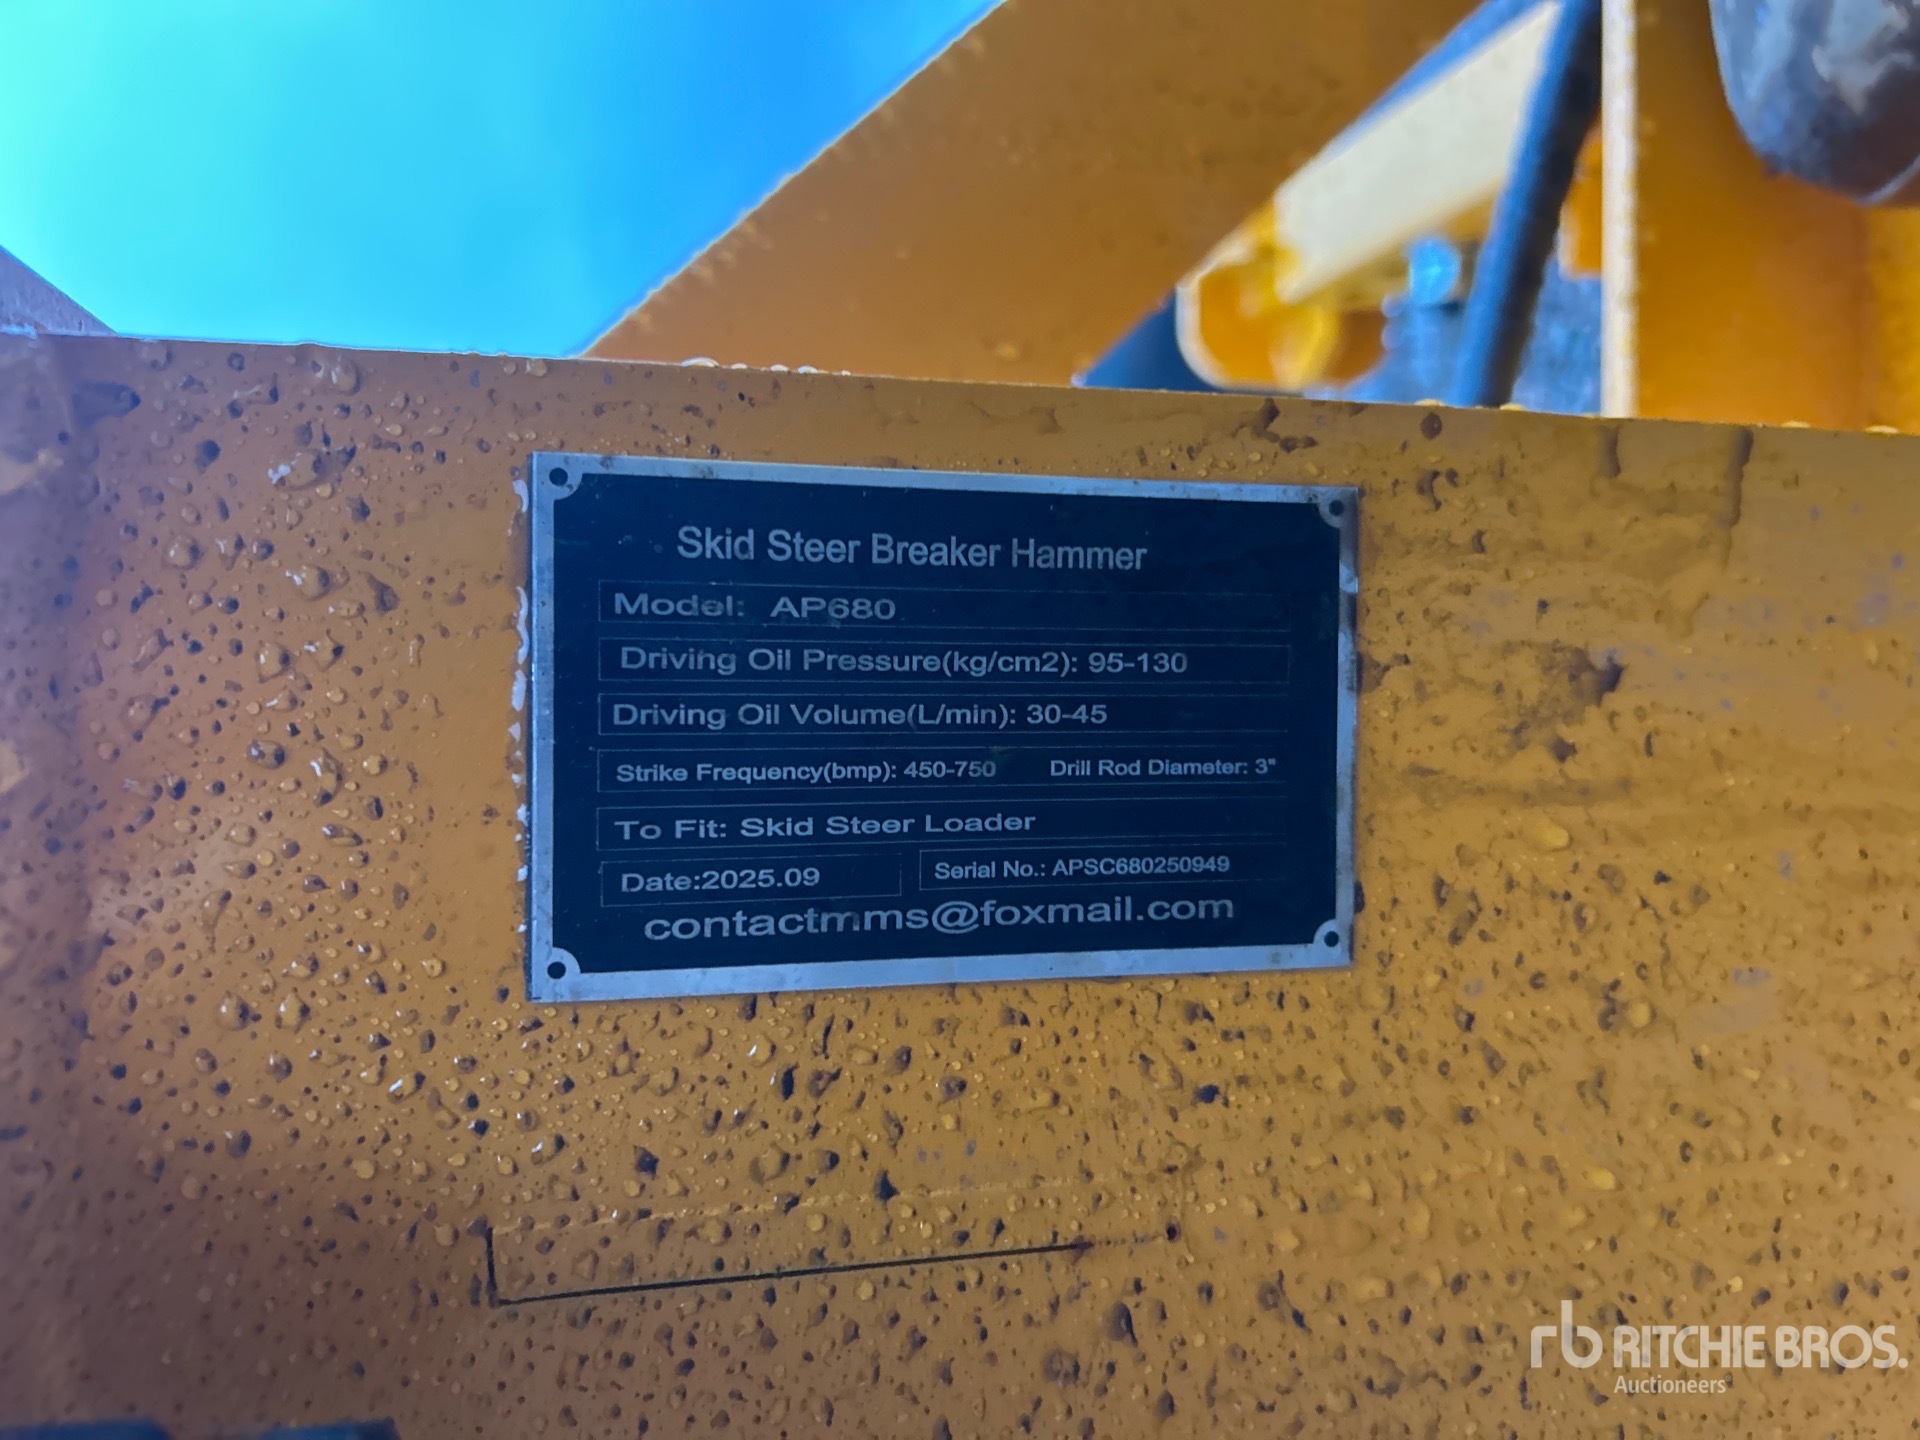 Skid Steer Breaker Hammer
Model: AP680
Driving Oil Pressure(kg/cm2): 95-130
Driving Oil Volume(L/min): 30-45
Strike Frequency(bmp): 450-750 Drill Rod Diameter: 3"
To Fit: Skid Steer Loader
Date:2025.09 Serial No.: APSC680250949
contactmms@foxmail.com
rb RITCHIE BROS.
Auctioneers